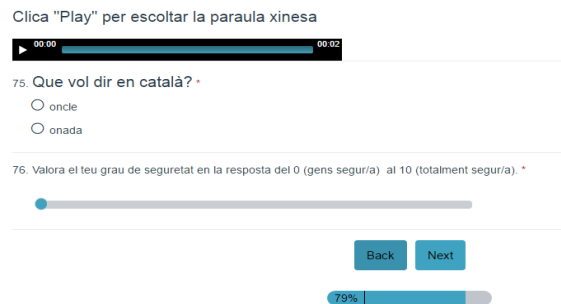 Clica "Play" per escoltar la paraula xinesa
00:00 00:02
75. Que vol dir en català? *
oncle
onada
76. Valora el teu grau de seguretat en la resposta del 0 (gens segur/a) al 10 (totalment segur/a). *
Back Next
79%